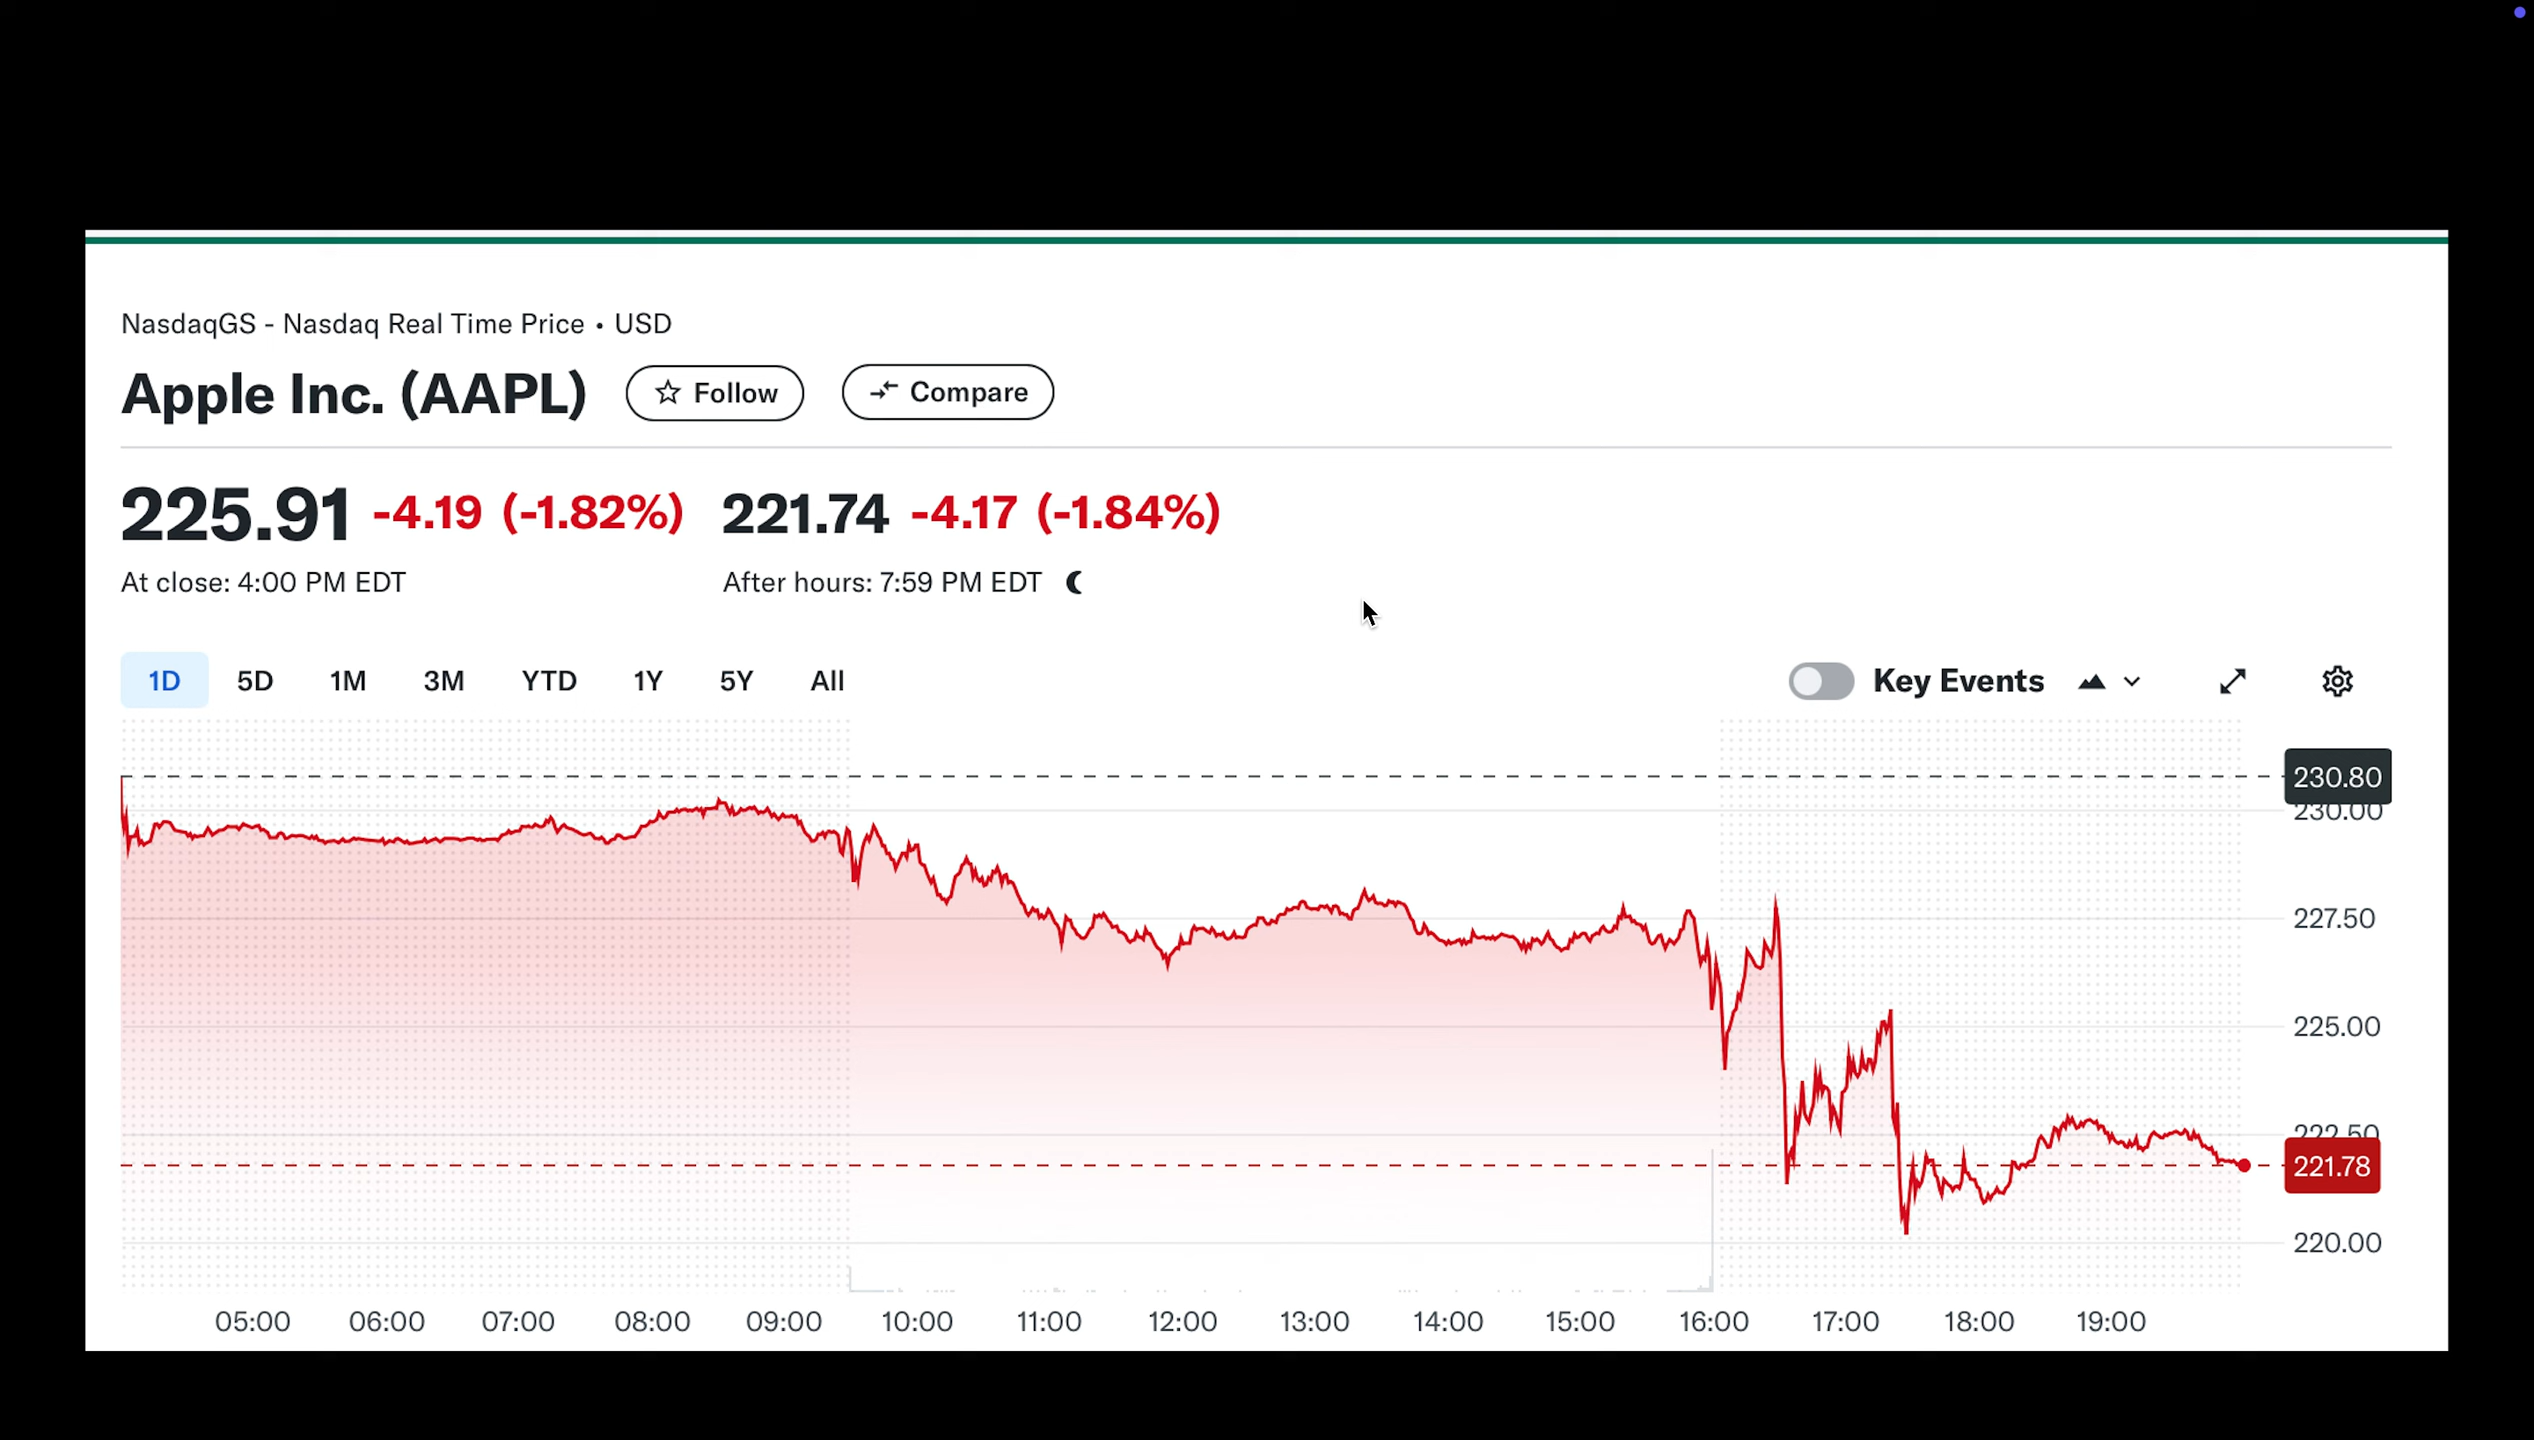 NasdaqGS - Nasdaq Real Time Price • USD
Apple Inc. (AAPL) Follow Compare
225.91 -4.19 (-1.82%) 221.74 -4.17 (-1.84%)
At close: 4:00 PM EDT After hours: 7:59 PM EDT
1D 5D 1M 3M YTD 1Y 5Y All Key Events
230.80
230.00
227.50
225.00
222.50
221.78
220.00
05:00 06:00 07:00 08:00 09:00 10:00 11:00 12:00 13:00 14:00 15:00 16:00 17:00 18:00 19:00